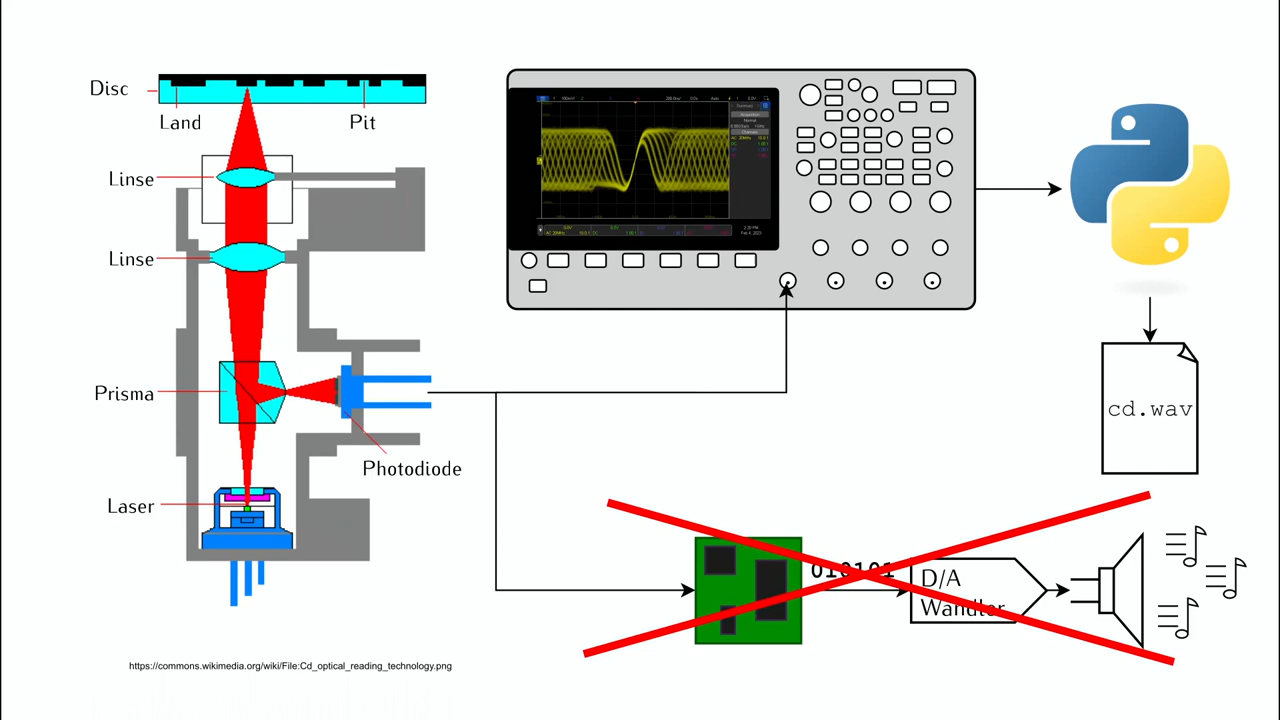 Disc
Land
Pit
Linse
Linse
Prisma
Photodiode
Laser
cd.wav
010101
D/A
Wandler
https://commons.wikimedia.org/wiki/File:Cd_optical_reading_technology.png